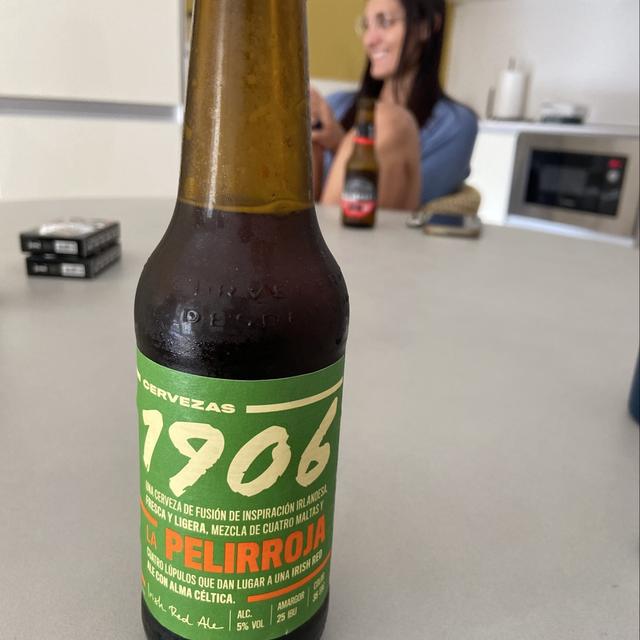 CERVEZAS
1906
UNA CERVEZA DE FUSIÓN DE INSPIRACIÓN IRLANDESA,
FRESCA Y LIGERA, MEZCLA DE CUATRO MALTAS Y
LA PELIRROJA
CUATRO LÚPULOS QUE DAN LUGAR A UNA IRISH RED
ALE CON ALMA CÉLTICA.
Irish Red Ale
ALC.
5% VOL
AMARGOR
25 IBU